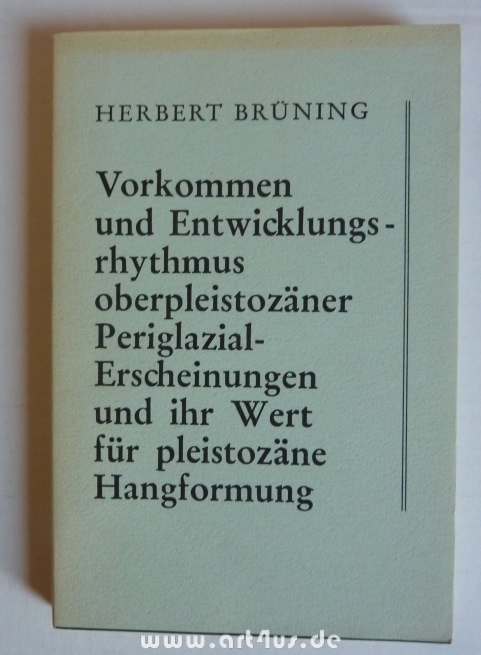 HERBERT BRÜNING
Vorkommen
und Entwicklungs-
rhythmus
oberpleistozäner
Periglazial-
Erscheinungen
und ihr Wert
für pleistozäne
Hangformung
www.art4us.de